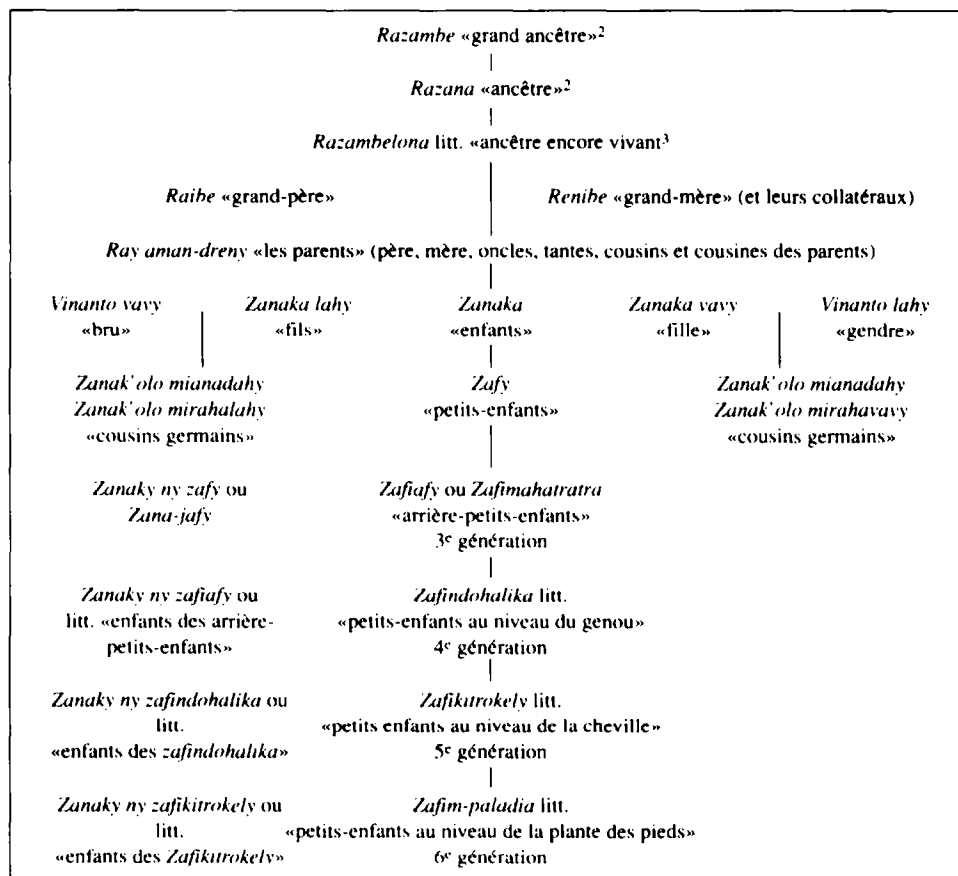 Razambe «grand ancêtre»²
Razana «ancêtre»²
Razambelona litt. «ancêtre encore vivant³
Raibe «grand-père» Renibe «grand-mère» (et leurs collatéraux)
Ray aman-dreny «les parents» (père, mère, oncles, tantes, cousins et cousines des parents)
Vinanto vavy Zanaka lahy Zanaka Zanaka vavy Vinanto lahy
«bru» «fils» «enfants» «fille» «gendre»
Zanak'olo mianadahy Zafy Zanak'olo mianadahy
Zanak'olo mirahalahy «petits-enfants» Zanak'olo mirahavavy
«cousins germains» «cousins germains»
Zanaky ny zafy ou Zafiafy ou Zafimahatratra
Zana-jafy «arrière-petits-enfants»
3e génération
Zanaky ny zafiafy ou Zafindohalika litt.
litt. «enfants des arrière- «petits-enfants au niveau du genou»
petits-enfants» 4e génération
Zanaky ny zafindohalika ou Zafikitrokely litt.
litt. «petits enfants au niveau de la cheville»
«enfants des zafindohalika» 5e génération
Zanaky ny zafikitrokely ou Zafim-paladia litt.
litt. «petits-enfants au niveau de la plante des pieds»
«enfants des Zafikitrokely» 6e génération